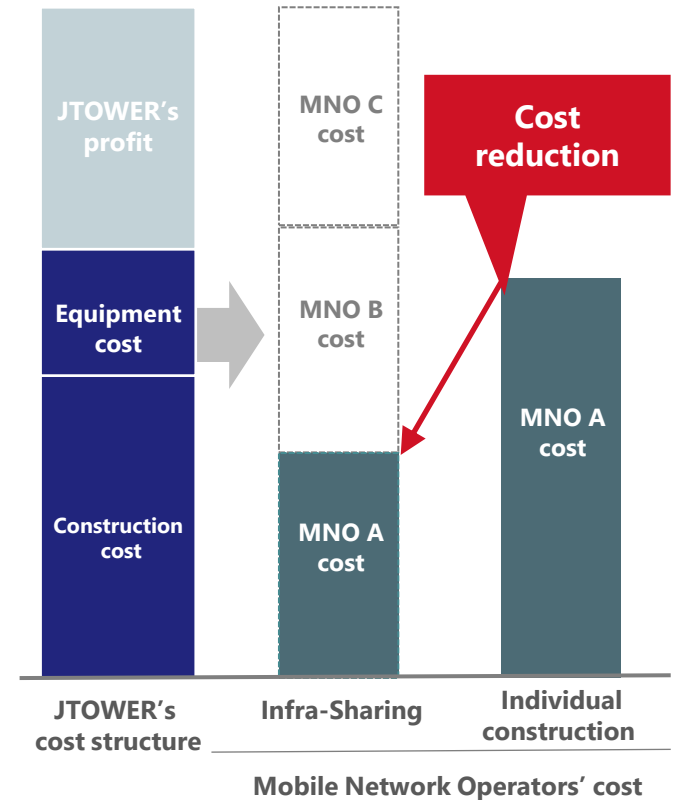 JTOWER’s
profit
Equipment
cost
Construction
cost
MNO C
cost
MNO B
cost
MNO A
cost
Cost
reduction
MNO A
cost
JTOWER’s
cost structure
Infra-Sharing
Individual
construction
Mobile Network Operators’ cost